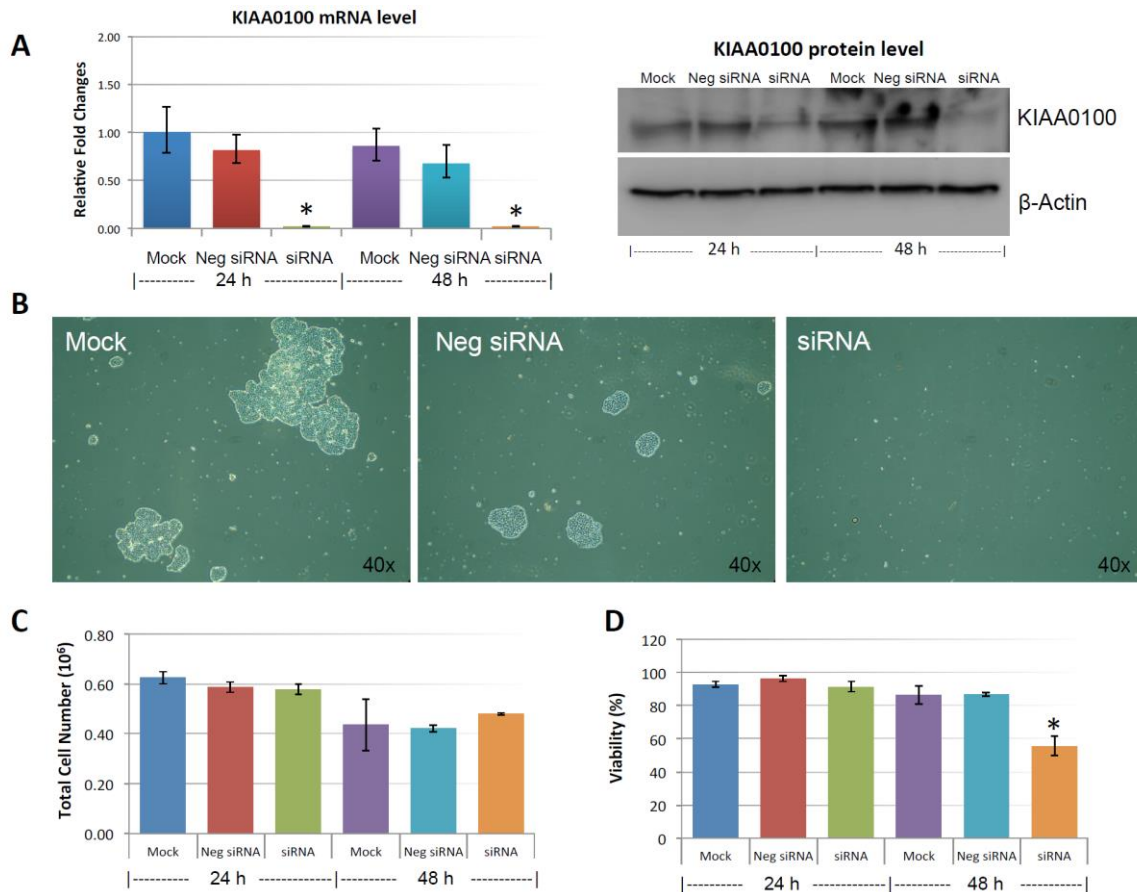 A
KIAA0100 mRNA level
Relative Fold Changes
2.00
1.50
1.00
0.50
0.00
*
*
Mock Neg siRNA siRNA Mock Neg siRNA siRNA
|---------- 24 h -------------|---------- 48 h -------------|
KIAA0100 protein level
Mock Neg siRNA siRNA Mock Neg siRNA siRNA
KIAA0100
β-Actin
|---------- 24 h -------------|---------- 48 h -------------|
B
Mock
40x
Neg siRNA
40x
siRNA
40x
C
Total Cell Number (10⁶)
0.80
0.60
0.40
0.20
0.00
Mock Neg siRNA siRNA Mock Neg siRNA siRNA
|---------- 24 h -------------|---------- 48 h -------------|
D
Viability (%)
120
100
80
60
40
20
0
*
Mock Neg siRNA siRNA Mock Neg siRNA siRNA
|---------- 24 h -------------|---------- 48 h -------------|